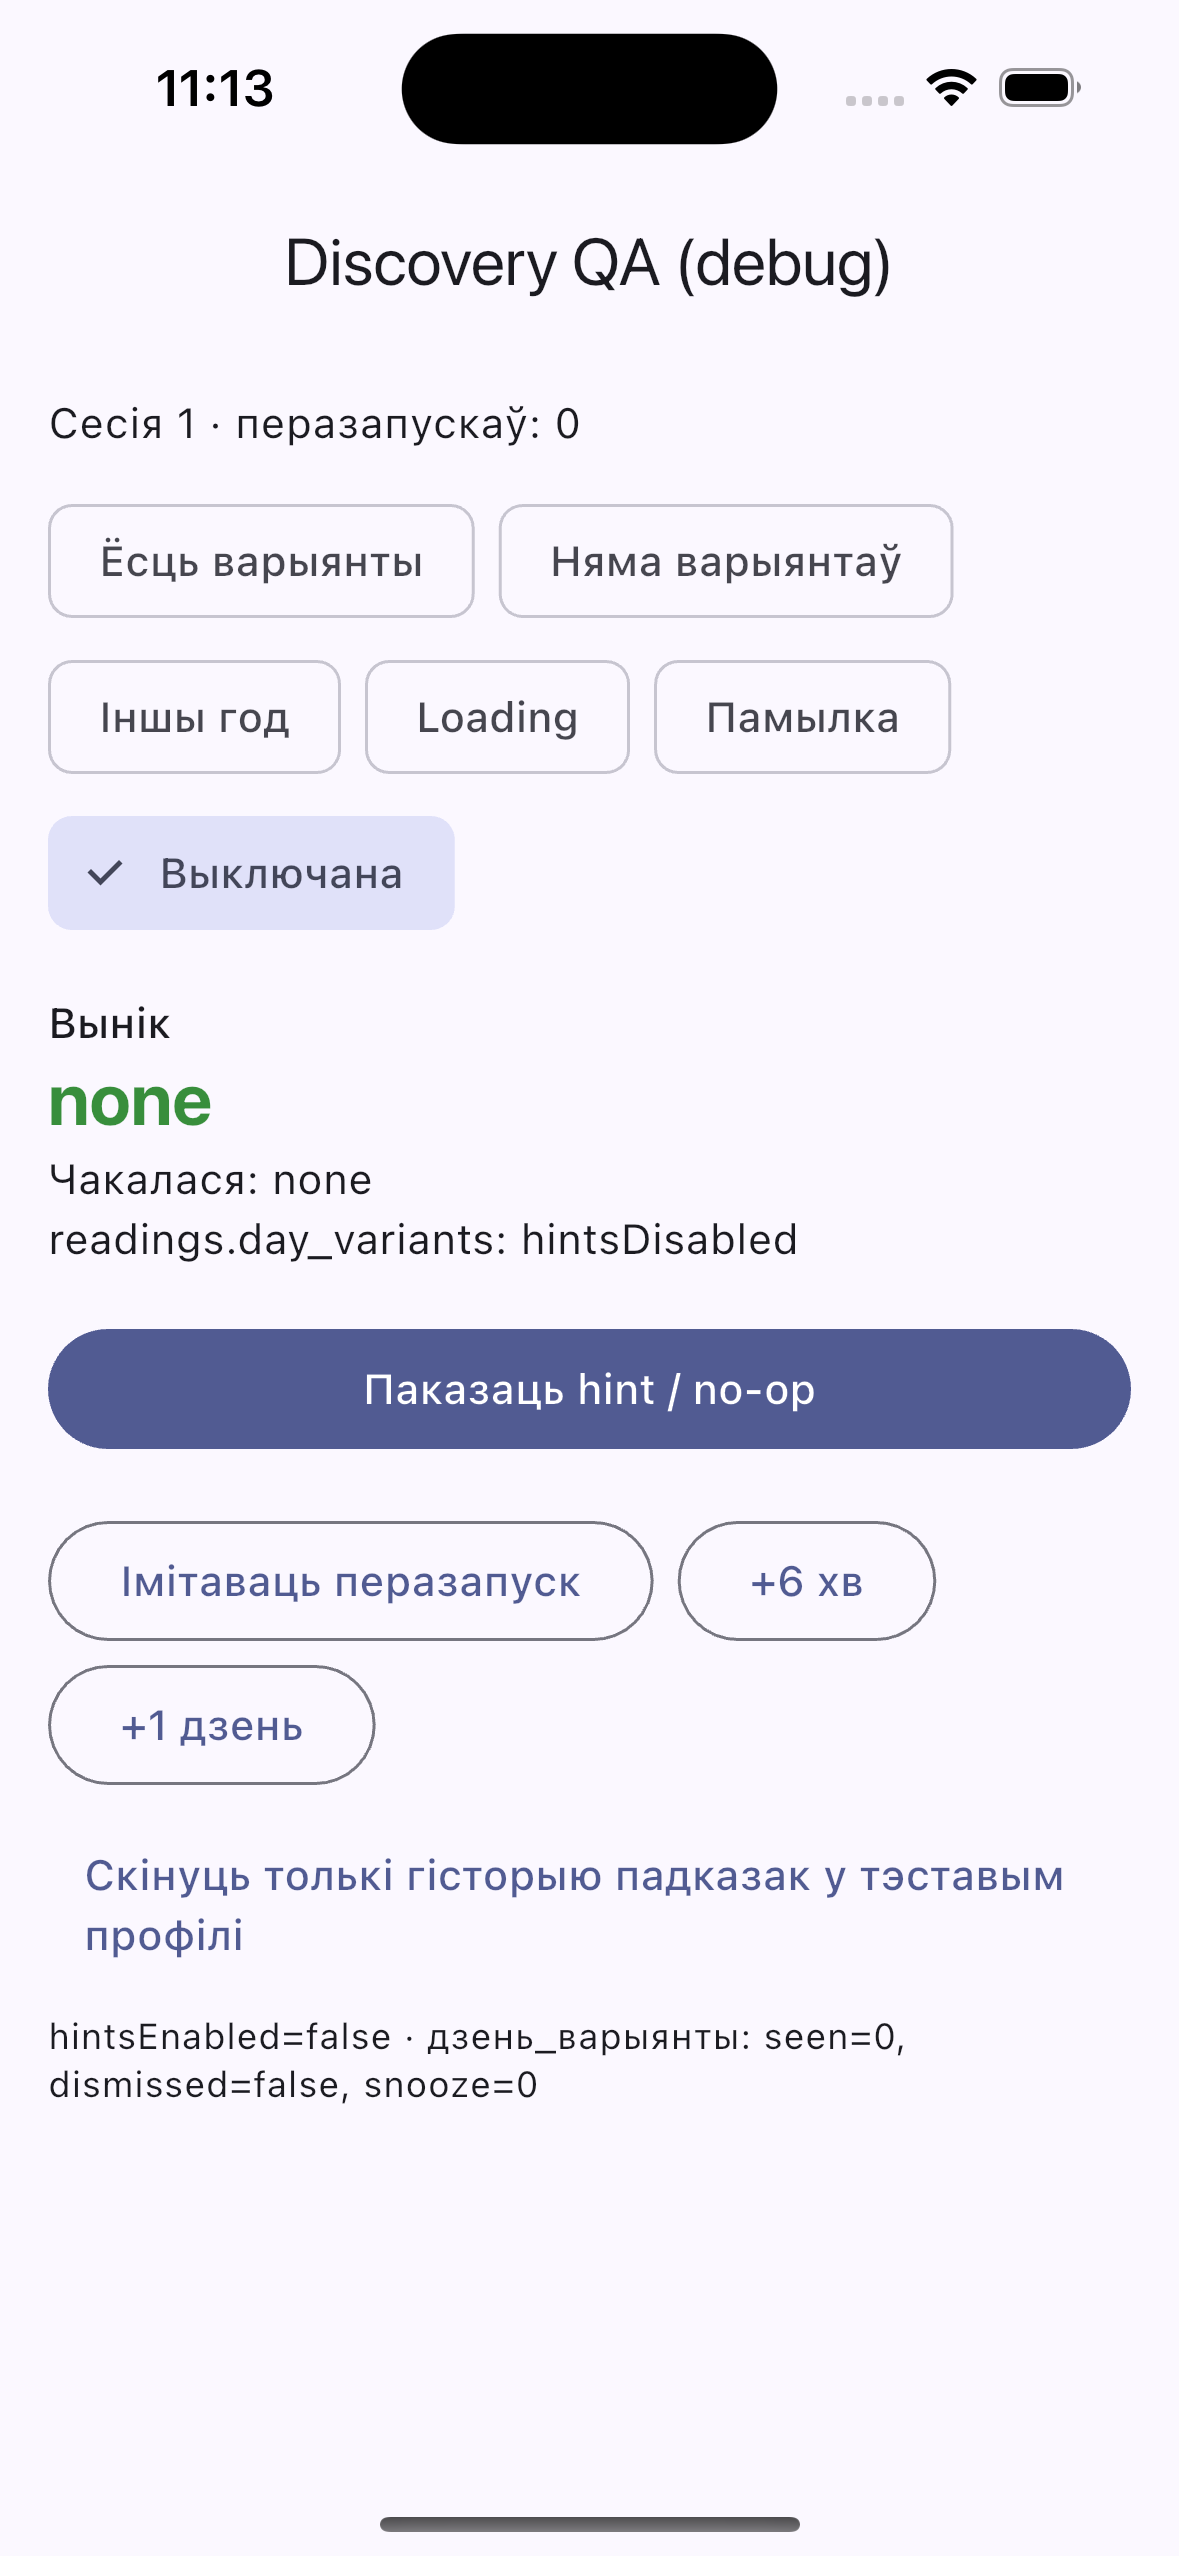 11:13
Discovery QA (debug)
Сесія 1 · перазапускаў: 0
Ёсць варыянты
Няма варыянтаў
Іншы год
Loading
Памылка
Выключана
Вынік
none
Чакалася: none
readings.day_variants: hintsDisabled
Паказаць hint / no-op
Імітаваць перазапуск
+6 хв
+1 дзень
Скінуць толькі гісторыю падказак у тэставым
профілі
hintsEnabled=false · дзень_варыянты: seen=0,
dismissed=false, snooze=0